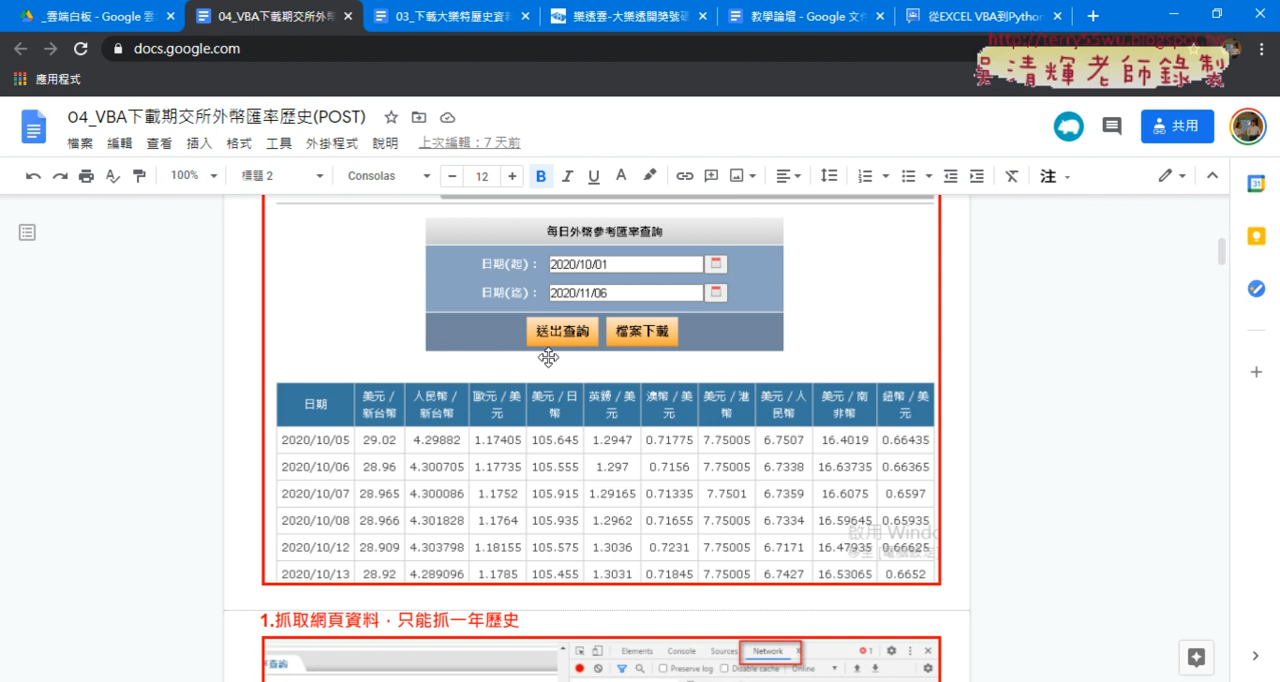 _雲端白板 - Google 雲
04_VBA下載期交所外幣
03_下載大樂特歷史資料
樂透雲-大樂透開獎號碼
教學論壇 - Google 文件
從EXCEL VBA到Python
docs.google.com
http://terry55wu.blogspot.tw
吳清輝老師錄製
應用程式
04_VBA下載期交所外幣匯率歷史(POST)
共用
檔案 編輯 查看 插入 格式 工具 外掛程式 說明 上次編輯：7 天前
100% 標題 2 Consolas − 12 + B I U A 注
每日外幣參考匯率查詢
日期(起)： 2020/10/01
日期(迄)： 2020/11/06
送出查詢 檔案下載
日期 美元 / 新台幣 人民幣 / 新台幣 歐元 / 美元 美元 / 日幣 英鎊 / 美元 澳幣 / 美元 美元 / 港幣 美元 / 人民幣 美元 / 南非幣 紐幣 / 美元
2020/10/05 29.02 4.29882 1.17405 105.645 1.2947 0.71775 7.75005 6.7507 16.4019 0.66435
2020/10/06 28.96 4.300705 1.17735 105.555 1.297 0.7156 7.75005 6.7338 16.63735 0.66365
2020/10/07 28.965 4.300086 1.1752 105.915 1.29165 0.71335 7.7501 6.7359 16.6075 0.6597
2020/10/08 28.966 4.301828 1.1764 105.935 1.2962 0.71655 7.75005 6.7334 16.59645 0.65935
啟用 Windo
2020/10/12 28.909 4.303798 1.18155 105.575 1.3036 0.7231 7.75005 6.7171 16.47935 0.66625
2020/10/13 28.92 4.289096 1.1785 105.455 1.3031 0.71845 7.75005 6.7427 16.53065 0.6652
1.抓取網頁資料，只能抓一年歷史
查詢
Elements Console Sources Network 1
Preserve log Disable cache Online